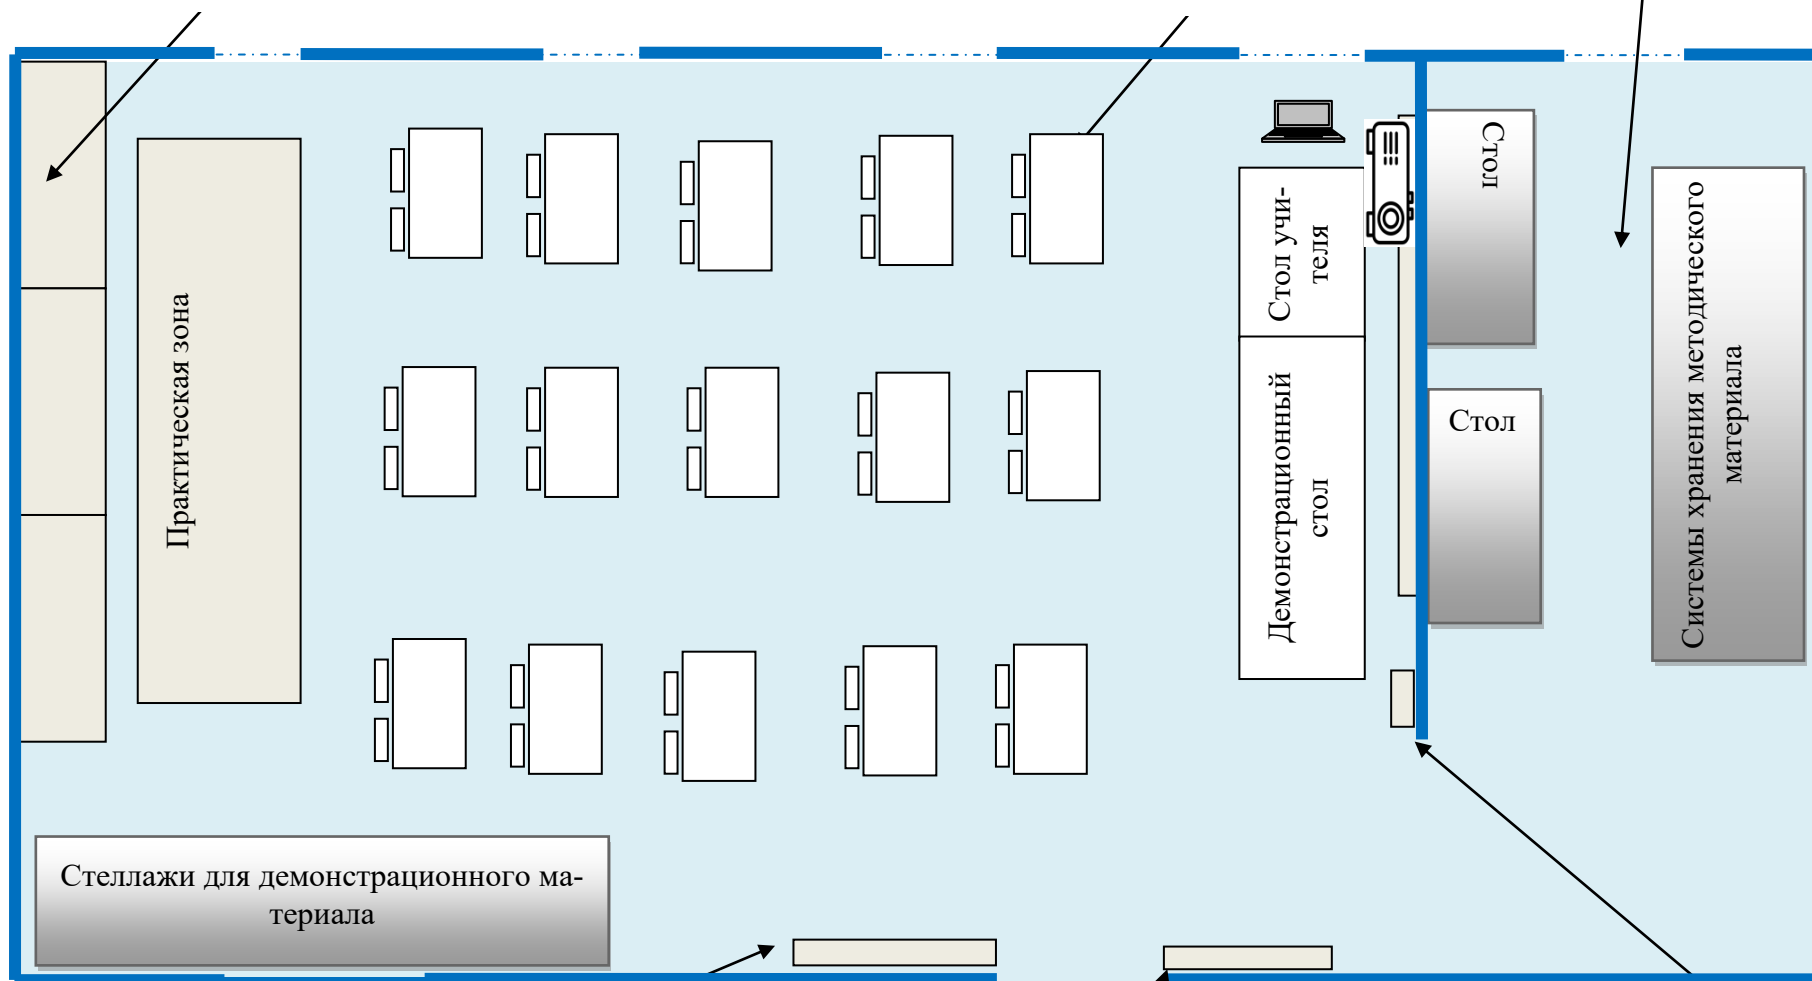 Практическая зона
Стол учи-
теля
Демонстрационный
стол
Стол
Стол
Системы хранения методического
материала
Стеллажи для демонстрационного ма-
териала